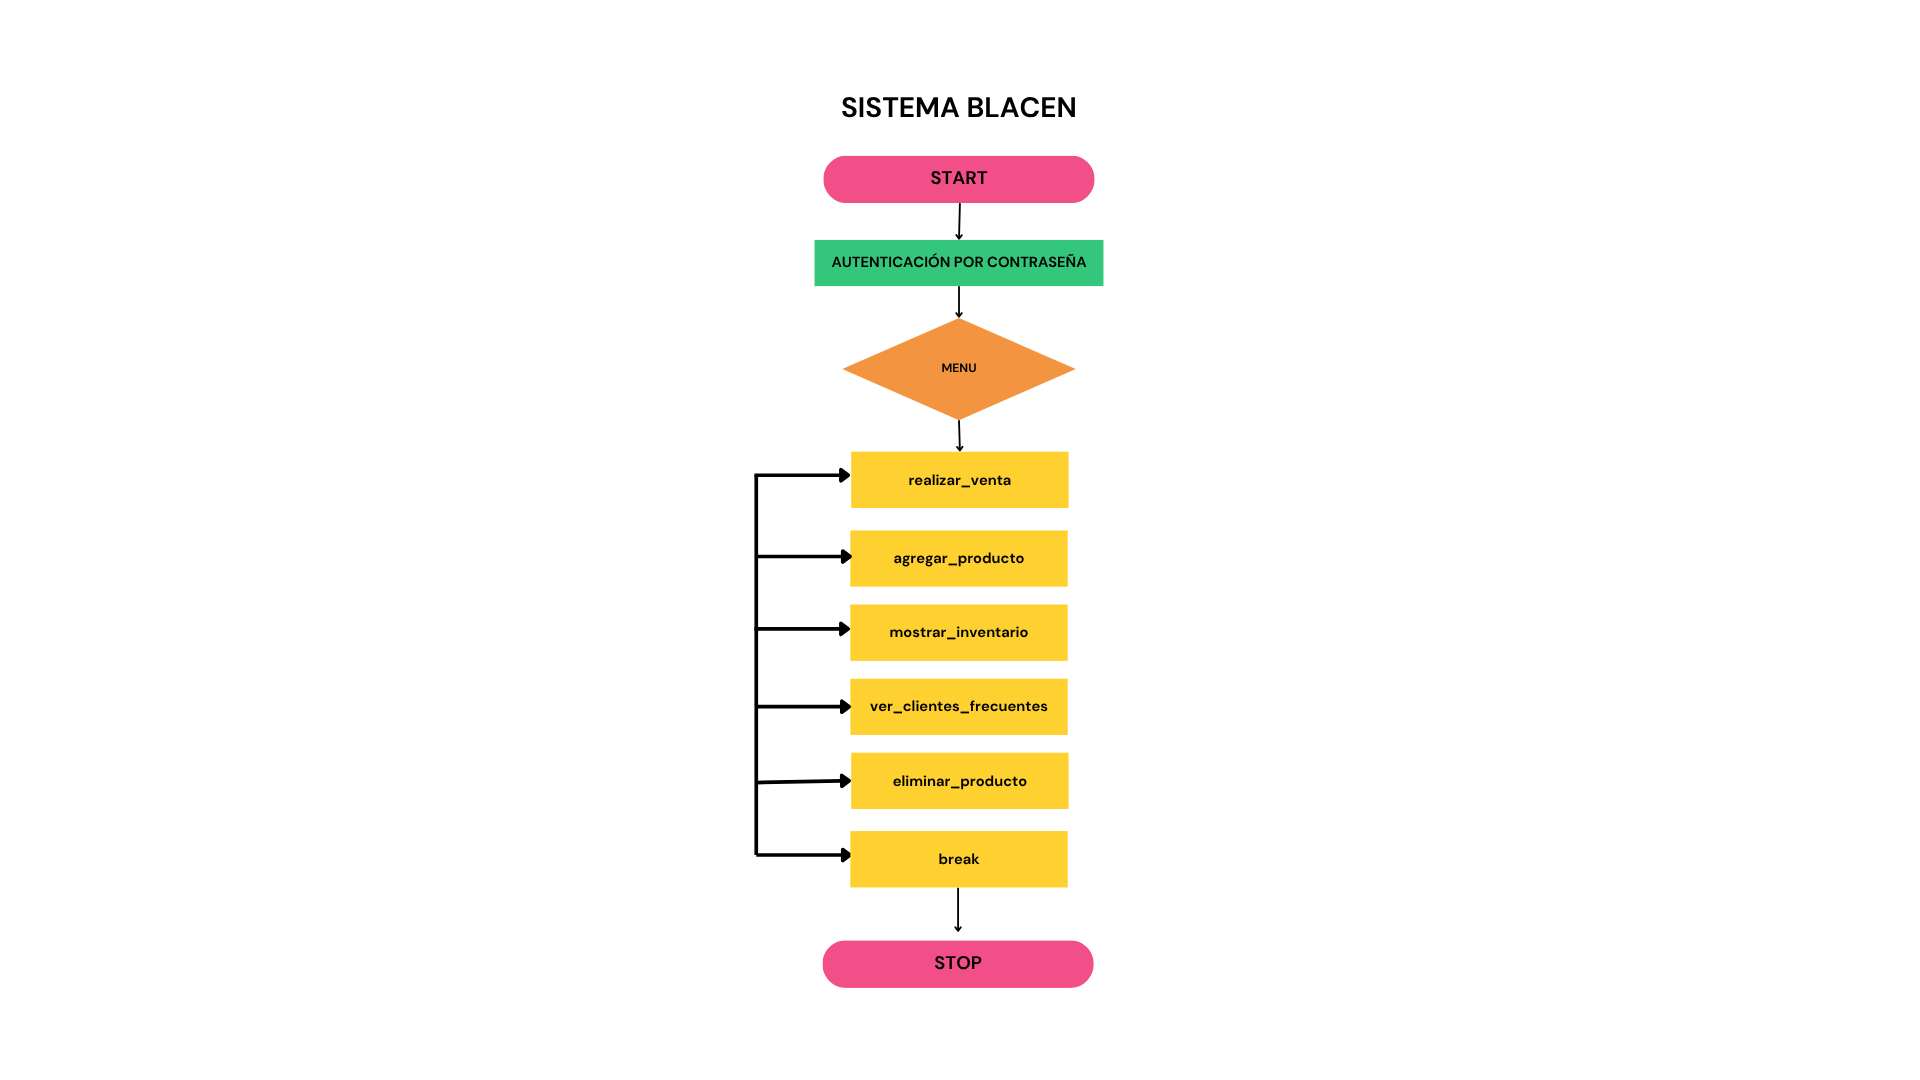 SISTEMA BLACEN
START
AUTENTICACIÓN POR CONTRASEÑA
MENU
realizar_venta
agregar_producto
mostrar_inventario
ver_clientes_frecuentes
eliminar_producto
break
STOP